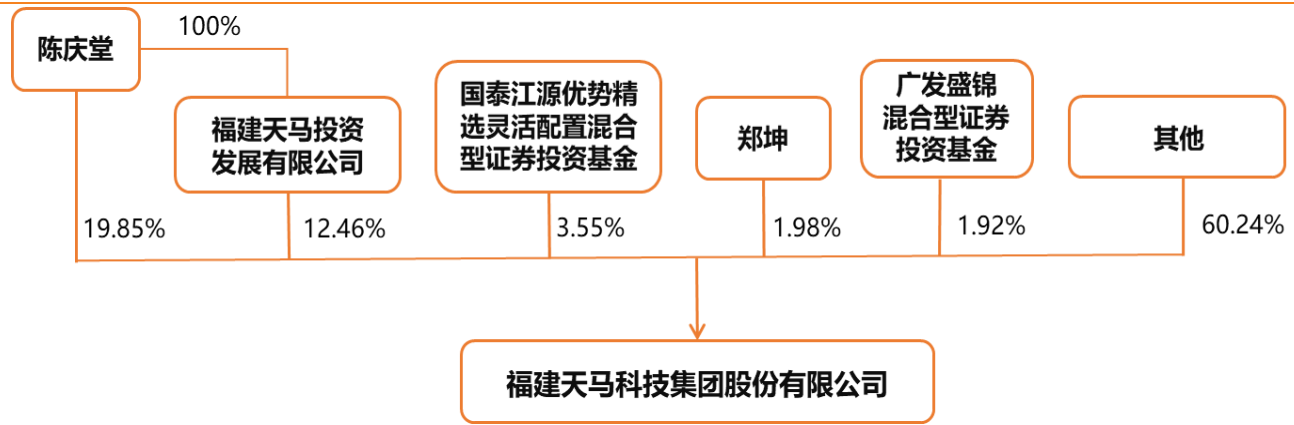 陈庆堂
100%
福建天马投资
发展有限公司
国泰江源优势精
选灵活配置混合
型证券投资基金
郑坤
广发盛锦
混合型证券
投资基金
其他
19.85%
12.46%
3.55%
1.98%
1.92%
60.24%
福建天马科技集团股份有限公司